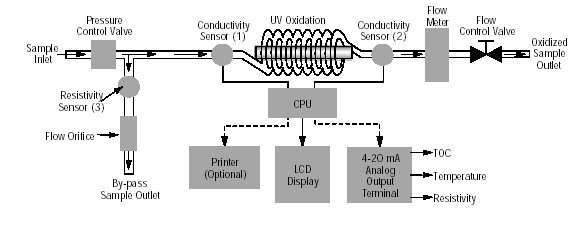 Pressure
Control Valve
Conductivity
Sensor (1)
UV Oxidation
Conductivity
Sensor (2)
Flow
Meter
Flow
Control Valve
Sample
Inlet
Oxidized
Sample
Outlet
Resistivity
Sensor (3)
CPU
Flow Orifice
By-pass
Sample Outlet
Printer
(Optional)
LCD
Display
4-20 mA
Analog
Output
Terminal
TOC
Temperature
Resistivity